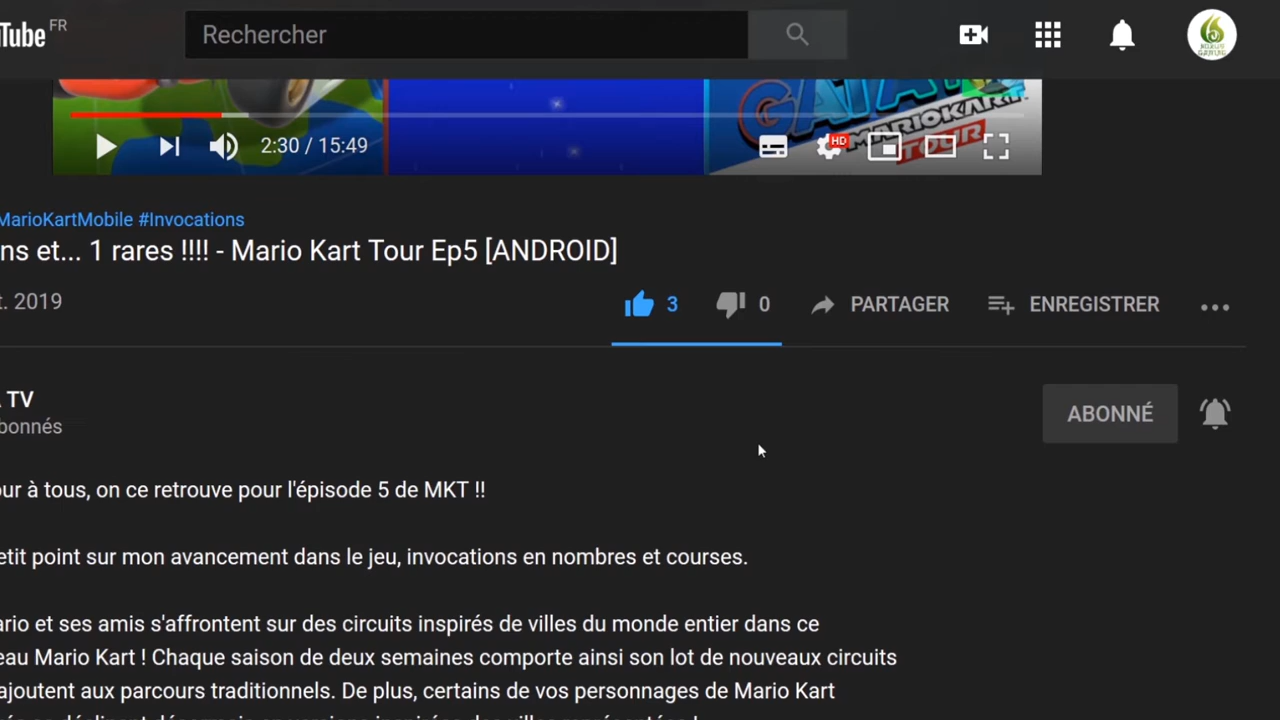 Tube FR
Rechercher
MARIOKART
TOUR
2:30 / 15:49
HD
MarioKartMobile #Invocations
ns et... 1 rares !!!! - Mario Kart Tour Ep5 [ANDROID]
t. 2019
3
0
PARTAGER
ENREGISTRER
TV
bonnés
ABONNÉ
ur à tous, on ce retrouve pour l'épisode 5 de MKT !!
etit point sur mon avancement dans le jeu, invocations en nombres et courses.
ario et ses amis s'affrontent sur des circuits inspirés de villes du monde entier dans ce
eau Mario Kart ! Chaque saison de deux semaines comporte ainsi son lot de nouveaux circuits
ajoutent aux parcours traditionnels. De plus, certains de vos personnages de Mario Kart